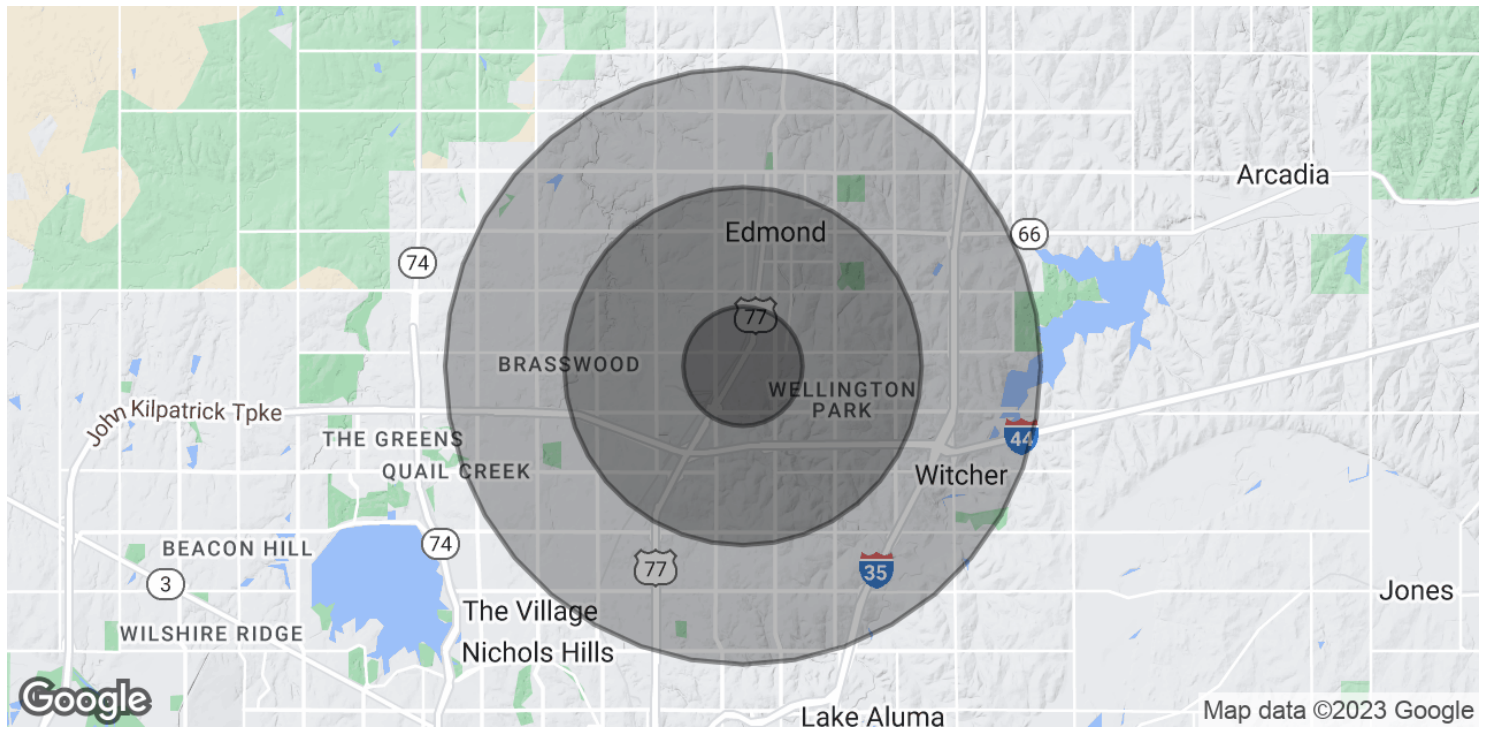 Arcadia
Edmond
66
74
77
BRASSWOOD
WELLINGTON
PARK
John Kilpatrick Tpke
THE GREENS
44
QUAIL CREEK
Witcher
74
BEACON HILL
3
77
35
Jones
The Village
WILSHIRE RIDGE
Nichols Hills
Google
Map data ©2023 Google
Lake Aluma